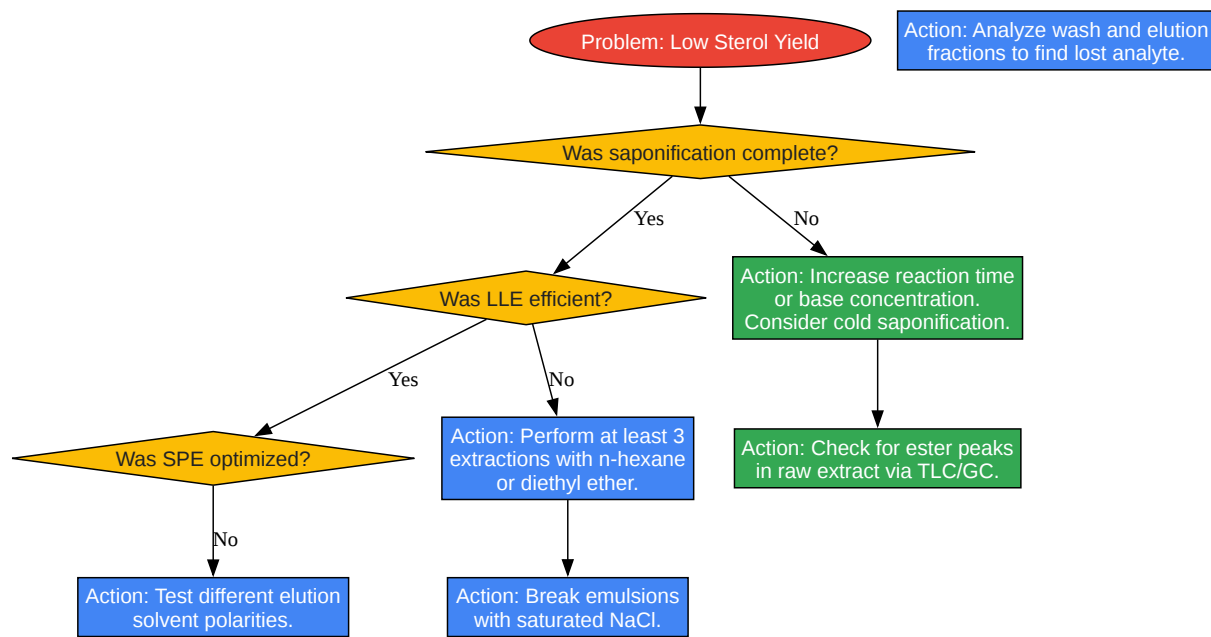 Problem: Low Sterol Yield
Action: Analyze wash and elution
fractions to find lost analyte.
Was saponification complete?
Yes
No
Was LLE efficient?
Action: Increase reaction time
or base concentration.
Consider cold saponification.
Yes
No
Was SPE optimized?
Action: Perform at least 3
extractions with n-hexane
or diethyl ether.
Action: Check for ester peaks
in raw extract via TLC/GC.
No
Action: Test different elution
solvent polarities.
Action: Break emulsions
with saturated NaCl.